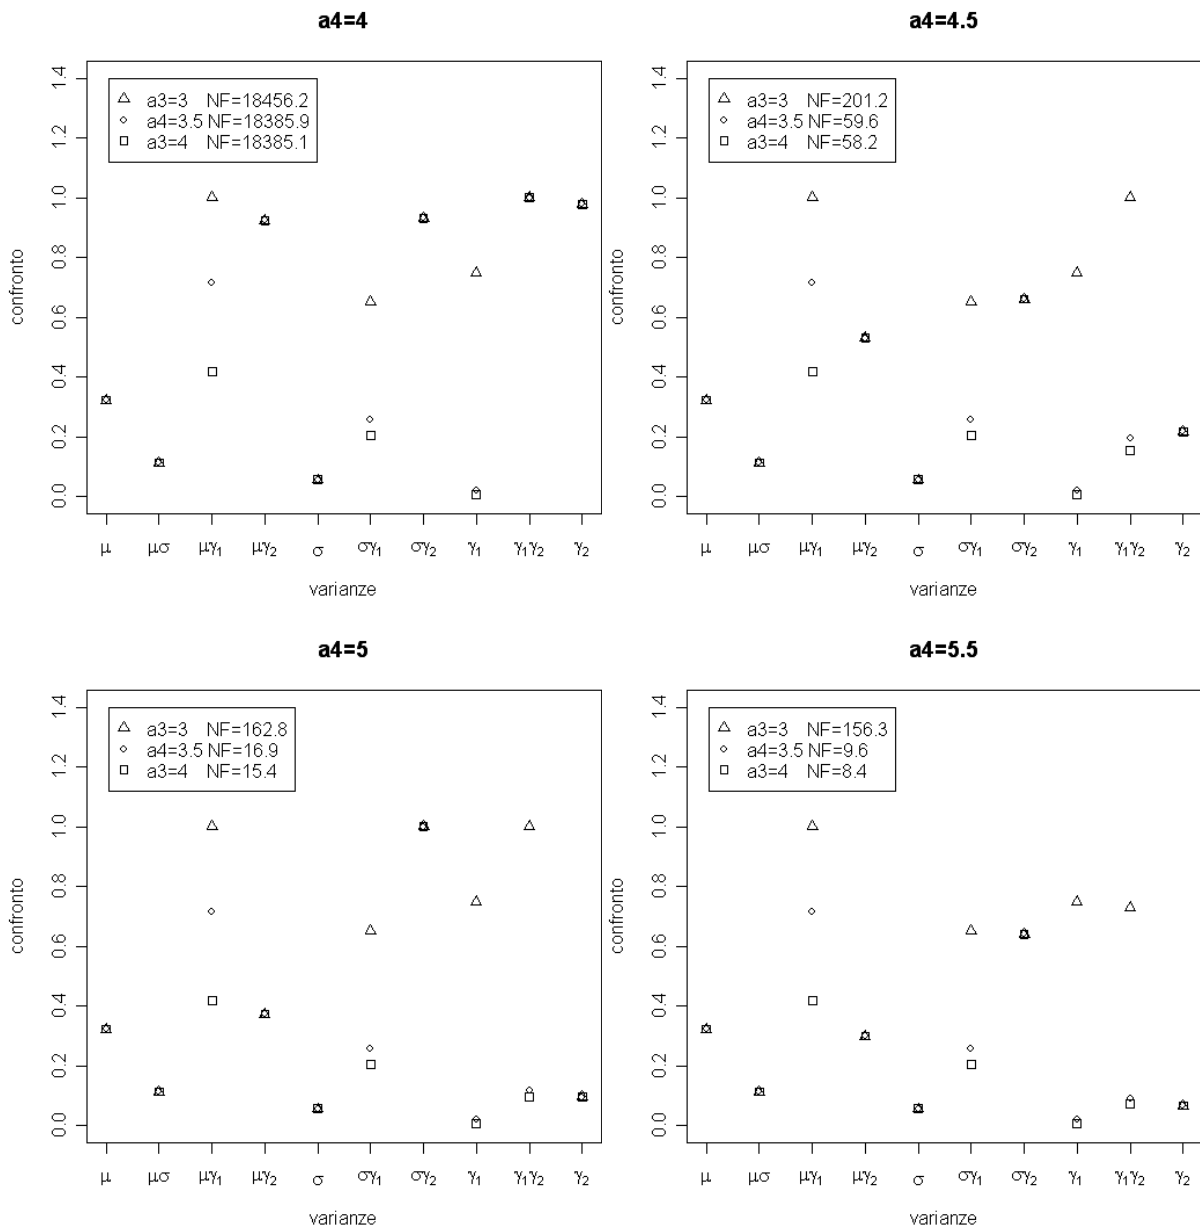 a4=4
1.4
1.2
1.0
0.8
0.6
0.4
0.2
0.0
confronto
a3=3 NF=18456.2
a4=3.5 NF=18385.9
a3=4 NF=18385.1
μ μσ μγ₁ μγ₂ σ σγ₁ σγ₂ γ₁ γ₁γ₂ γ₂
varianze
a4=4.5
1.4
1.2
1.0
0.8
0.6
0.4
0.2
0.0
confronto
a3=3 NF=201.2
a4=3.5 NF=59.6
a3=4 NF=58.2
μ μσ μγ₁ μγ₂ σ σγ₁ σγ₂ γ₁ γ₁γ₂ γ₂
varianze
a4=5
1.4
1.2
1.0
0.8
0.6
0.4
0.2
0.0
confronto
a3=3 NF=162.8
a4=3.5 NF=16.9
a3=4 NF=15.4
μ μσ μγ₁ μγ₂ σ σγ₁ σγ₂ γ₁ γ₁γ₂ γ₂
varianze
a4=5.5
1.4
1.2
1.0
0.8
0.6
0.4
0.2
0.0
confronto
a3=3 NF=156.3
a4=3.5 NF=9.6
a3=4 NF=8.4
μ μσ μγ₁ μγ₂ σ σγ₁ σγ₂ γ₁ γ₁γ₂ γ₂
varianze